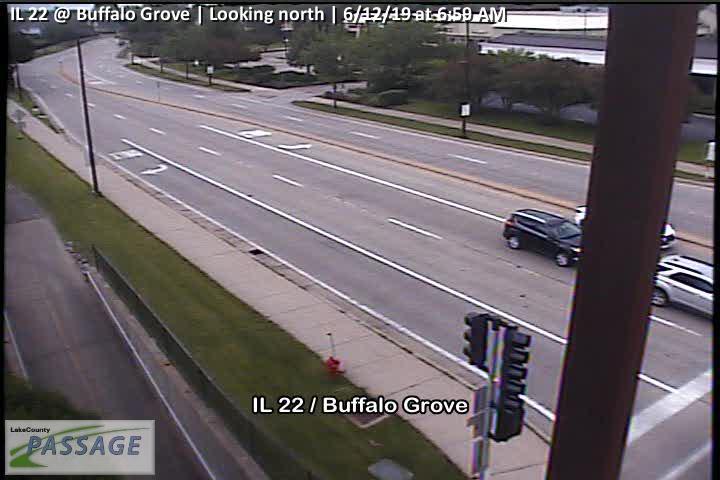 IL 22 @ Buffalo Grove | Looking north | 6/12/19 at 6:59 AM
IL 22 / Buffalo Grove
LakeCounty
PASSAGE